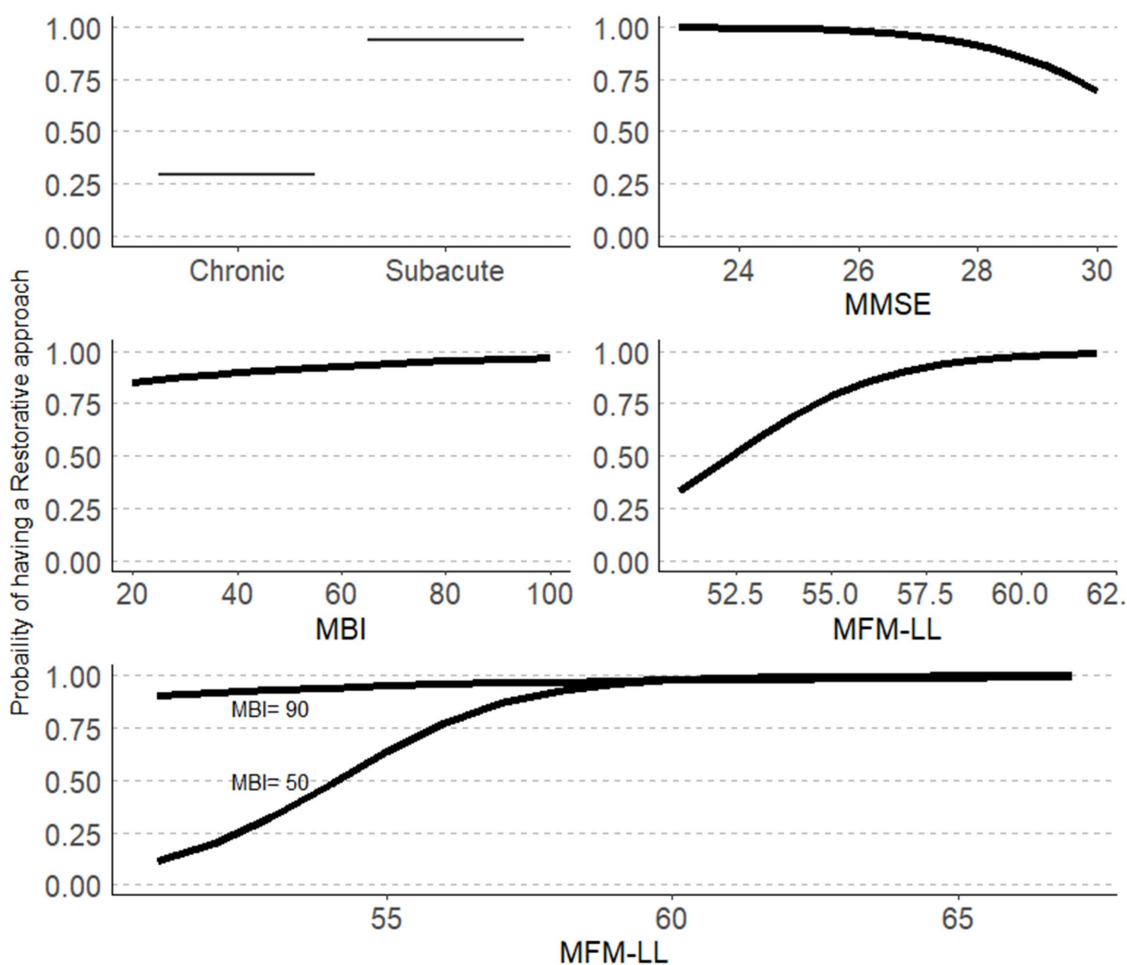 Probaility of having a Restorative approach
1.00
0.75
0.50
0.25
0.00
Chronic Subacute
1.00
0.75
0.50
0.25
0.00
24 26 28 30
MMSE
1.00
0.75
0.50
0.25
0.00
20 40 60 80 100
MBI
1.00
0.75
0.50
0.25
0.00
52.5 55.0 57.5 60.0 62.
MFM-LL
1.00
0.75
0.50
0.25
0.00
MBI= 90
MBI= 50
55 60 65
MFM-LL